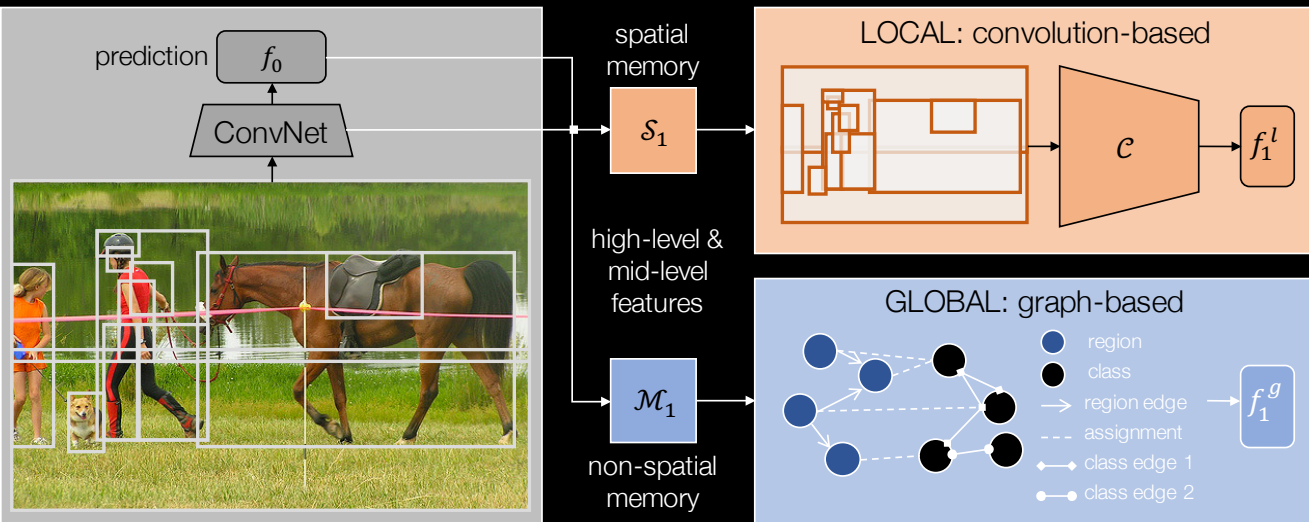 prediction
f₀
ConvNet
spatial
memory
𝒮₁
high-level &
mid-level
features
ℳ₁
non-spatial
memory
LOCAL: convolution-based
𝒞
f₁ˡ
GLOBAL: graph-based
region
class
region edge
assignment
class edge 1
class edge 2
f₁ᵍ